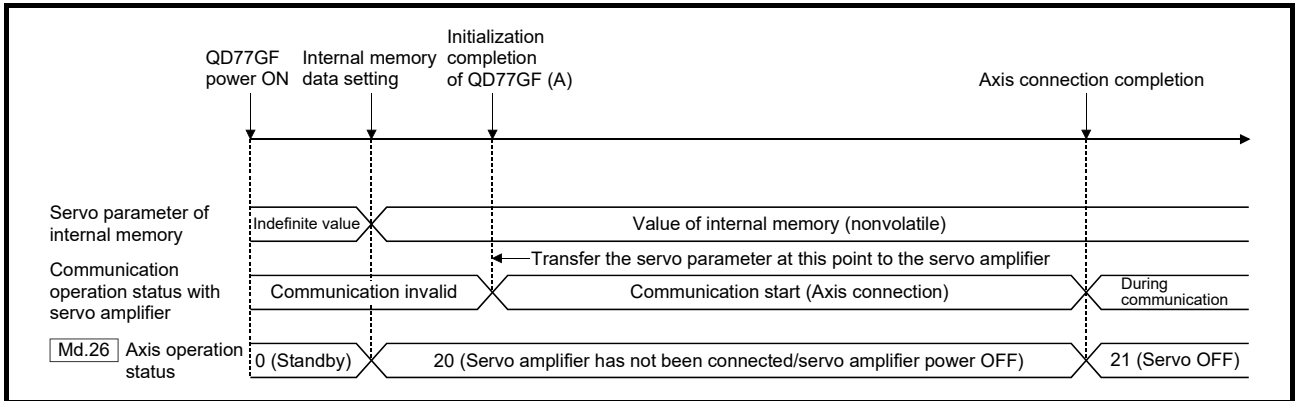 QD77GF
power ON
Internal memory
data setting
Initialization
completion
of QD77GF (A)
Axis connection completion
Servo parameter of
internal memory
Indefinite value
Value of internal memory (nonvolatile)
Transfer the servo parameter at this point to the servo amplifier
Communication
operation status with
servo amplifier
Communication invalid
Communication start (Axis connection)
During
communication
Md.26 Axis operation
status
0 (Standby)
20 (Servo amplifier has not been connected/servo amplifier power OFF)
21 (Servo OFF)